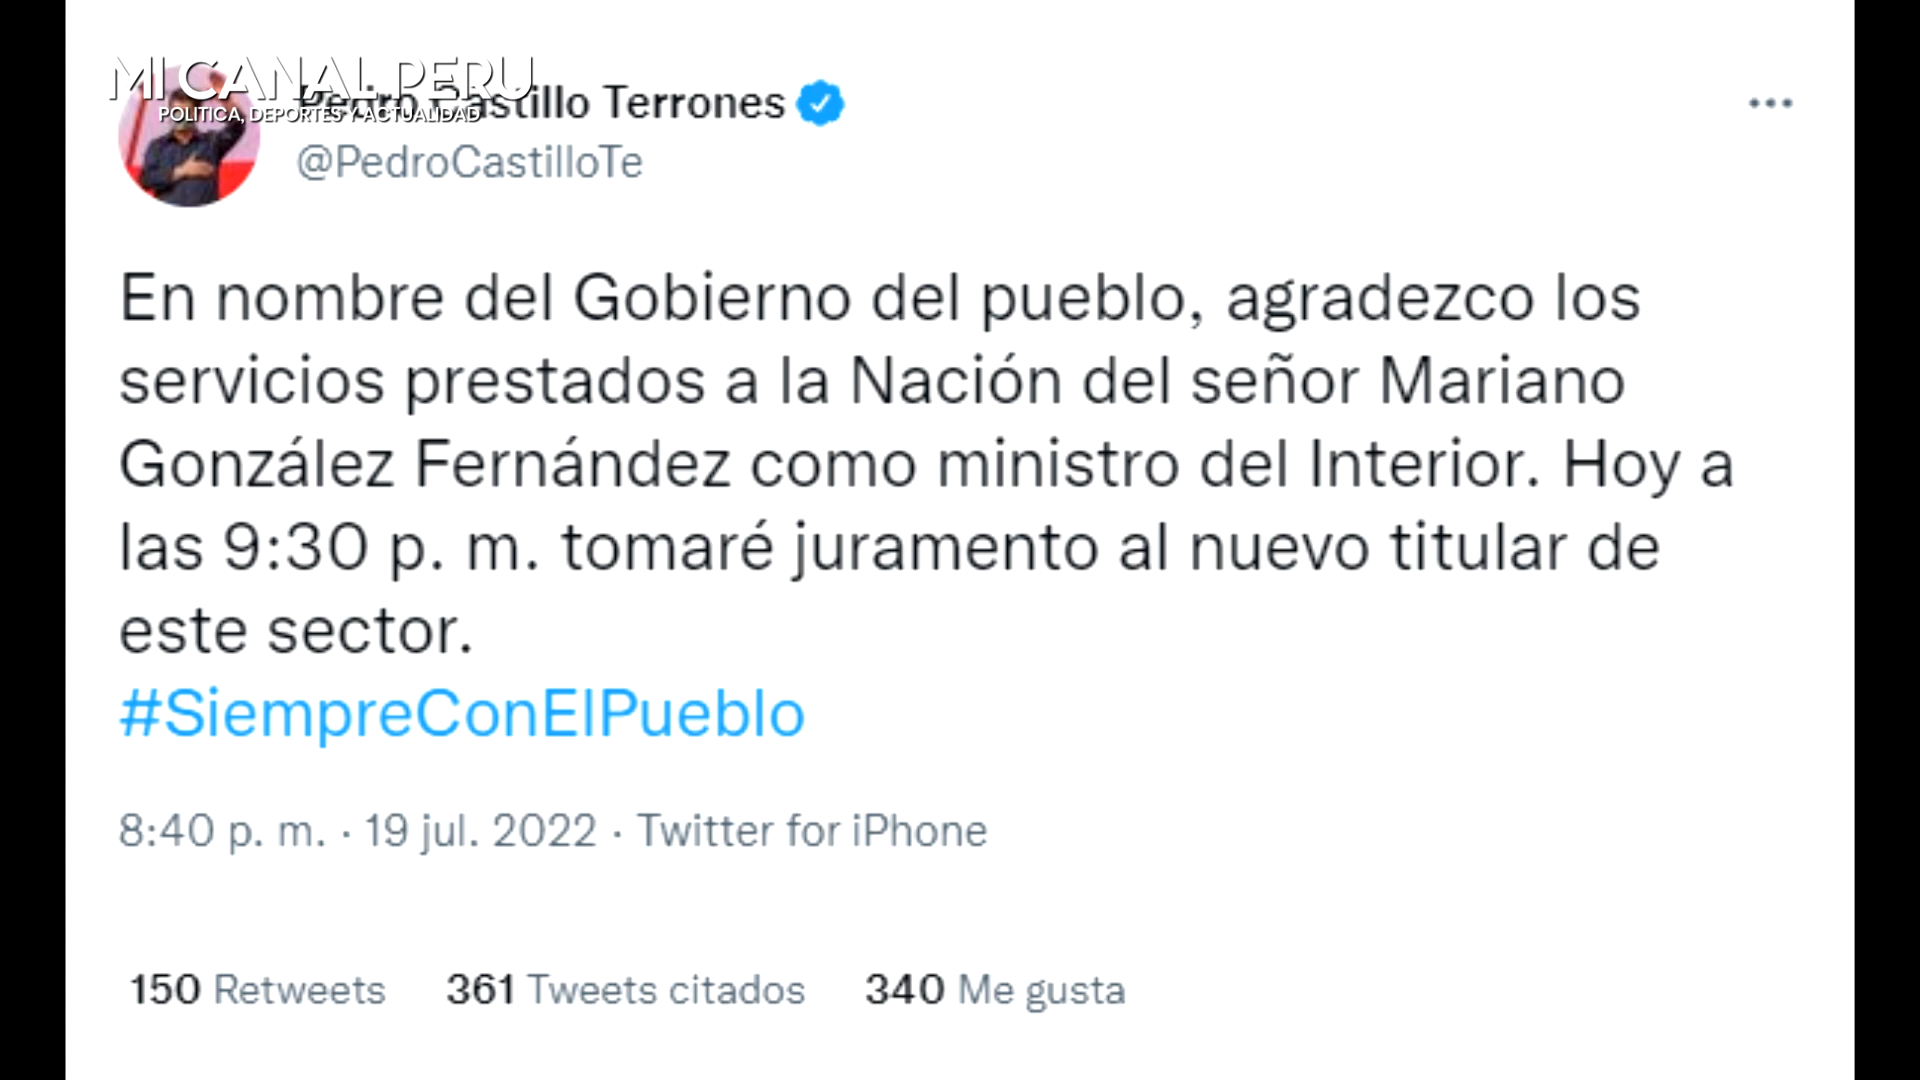 MI CANAL PERU
POLÍTICA, DEPORTES Y ACTUALIDAD
Pedro Castillo Terrones
@PedroCastilloTe
En nombre del Gobierno del pueblo, agradezco los
servicios prestados a la Nación del señor Mariano
González Fernández como ministro del Interior. Hoy a
las 9:30 p. m. tomaré juramento al nuevo titular de
este sector.
#SiempreConElPueblo
8:40 p. m. · 19 jul. 2022 · Twitter for iPhone
150 Retweets 361 Tweets citados 340 Me gusta